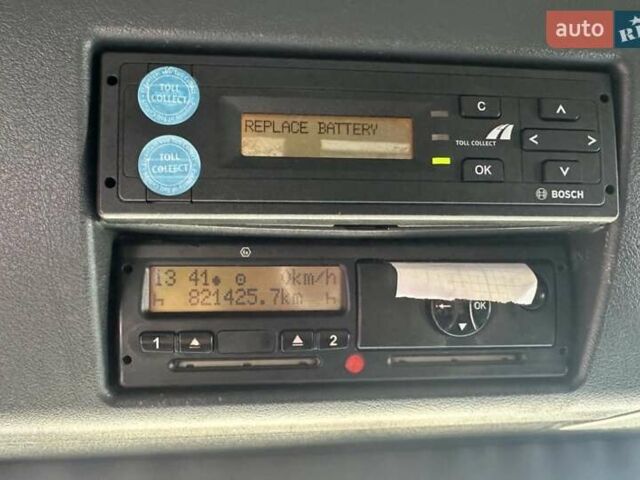 auto RIA
TOLL COLLECT
TOLL COLLECT
REPLACE BATTERY
C
TOLL COLLECT
OK
BOSCH
13 41 0km/h
h 821425.7km h
OK
1 2